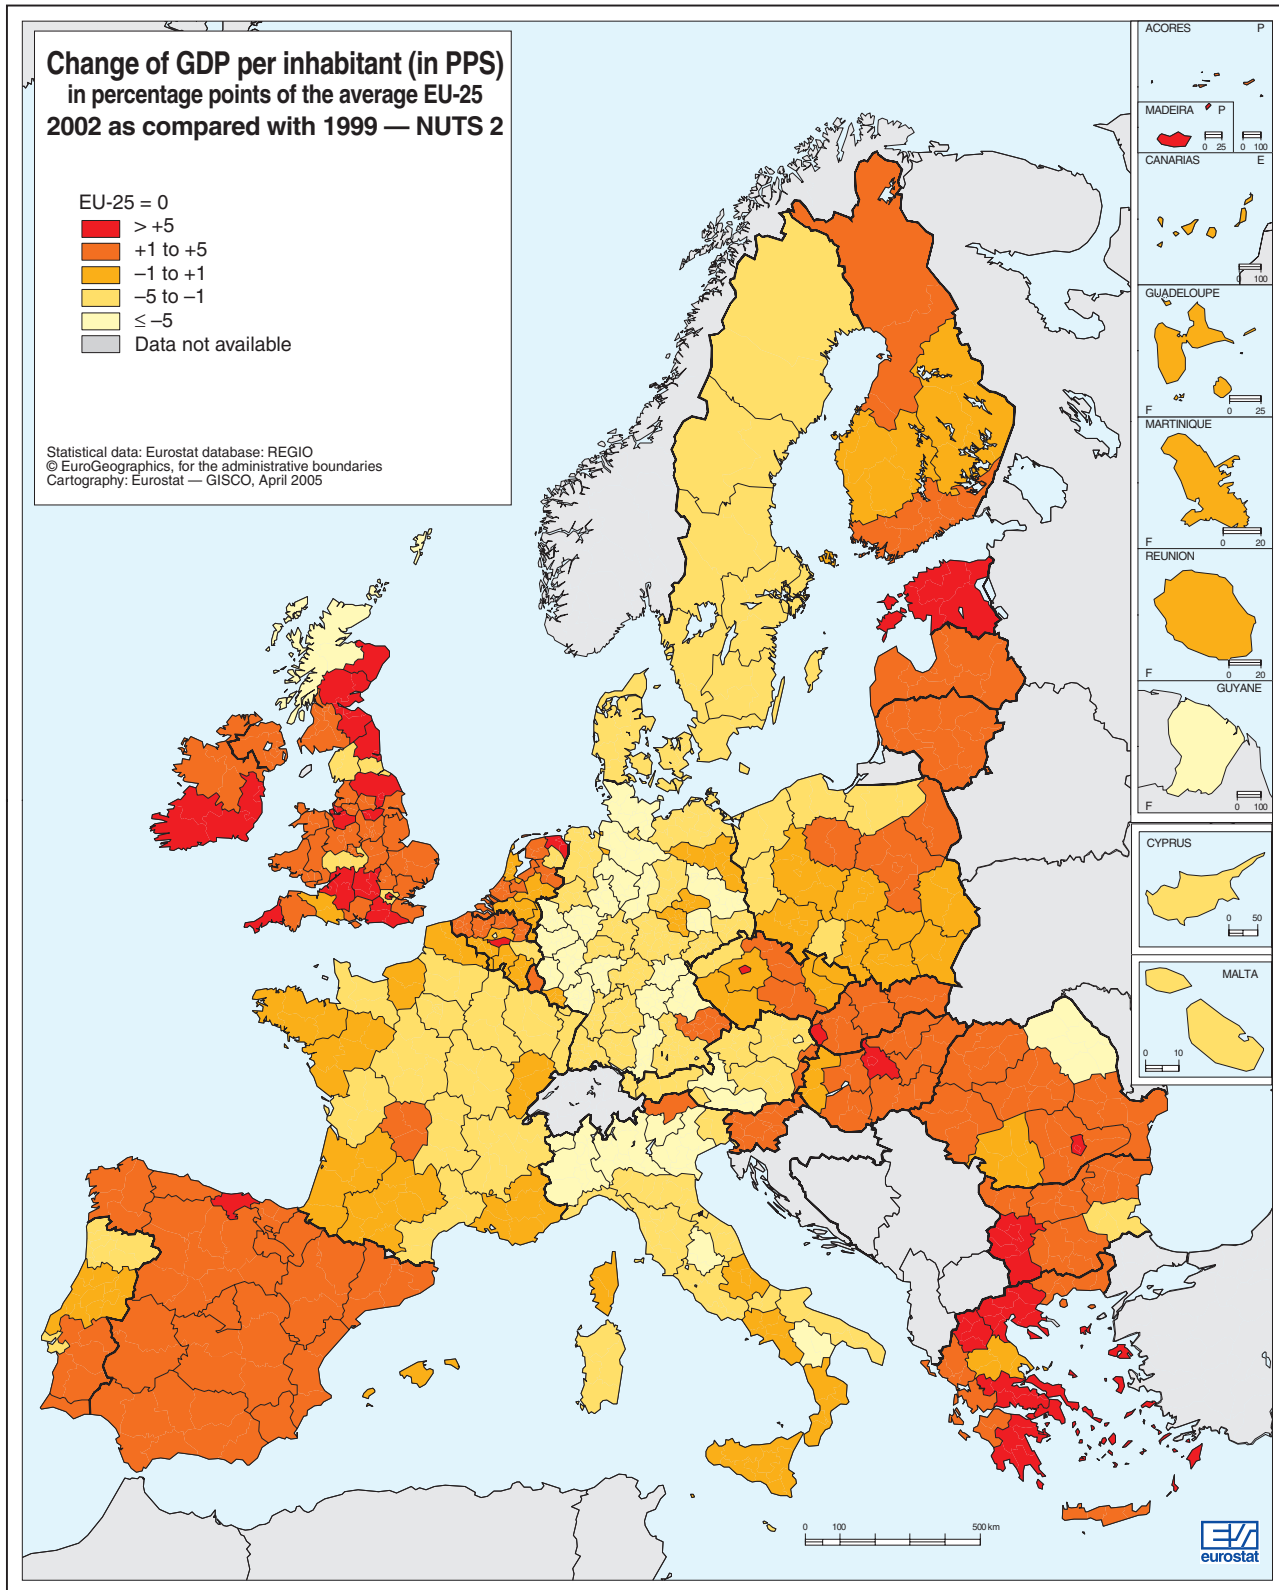 Change of GDP per inhabitant (in PPS)
in percentage points of the average EU-25
2002 as compared with 1999 — NUTS 2
EU-25 = 0
> +5
+1 to +5
–1 to +1
–5 to –1
≤ –5
Data not available
Statistical data: Eurostat database: REGIO
© EuroGeographics, for the administrative boundaries
Cartography: Eurostat — GISCO, April 2005
ACORES P
MADEIRA P
0 25
0 100
CANARIAS E
0 100
GUADELOUPE
F
0 25
MARTINIQUE
F
0 20
REUNION
F
0 20
GUYANE
F
0 100
CYPRUS
0 50
MALTA
0 10
0 100 500 km
eurostat